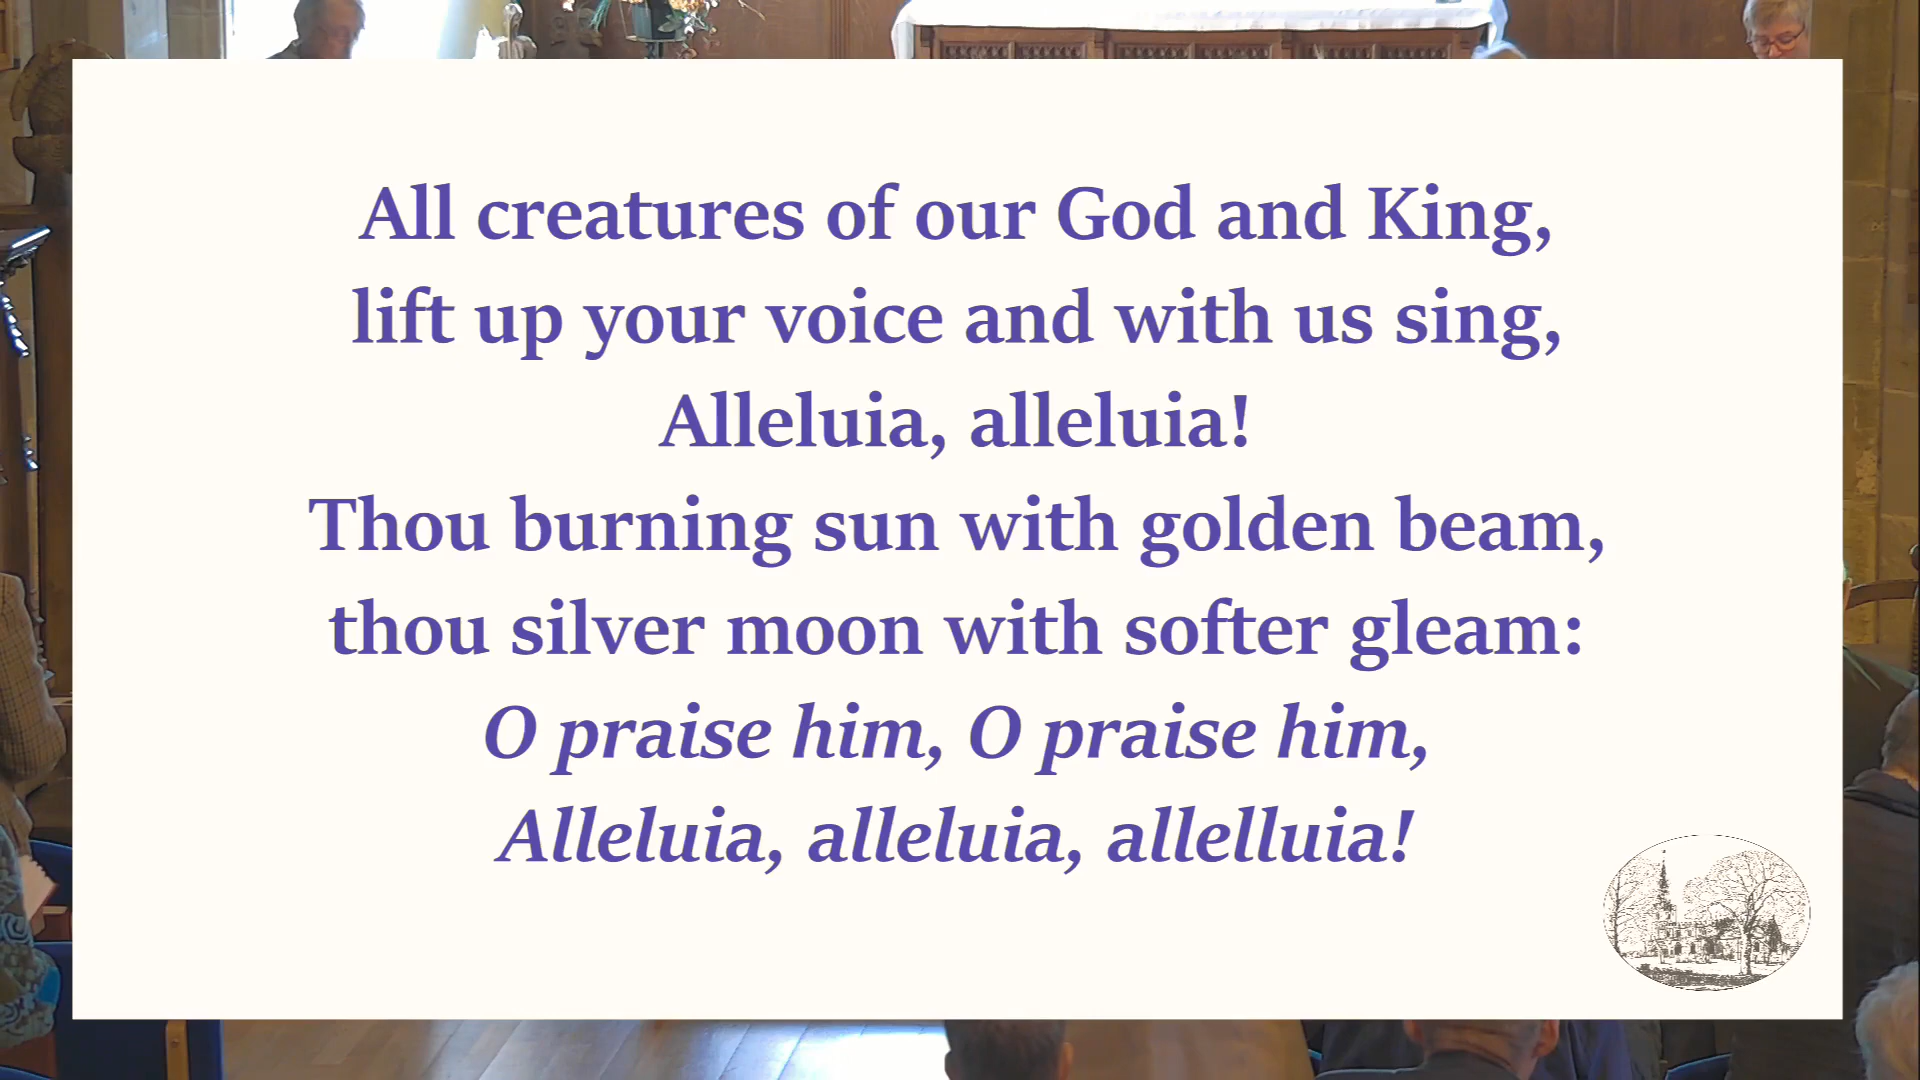 All creatures of our God and King,
lift up your voice and with us sing,
Alleluia, alleluia!
Thou burning sun with golden beam,
thou silver moon with softer gleam:
O praise him, O praise him,
Alleluia, alleluia, allelluia!